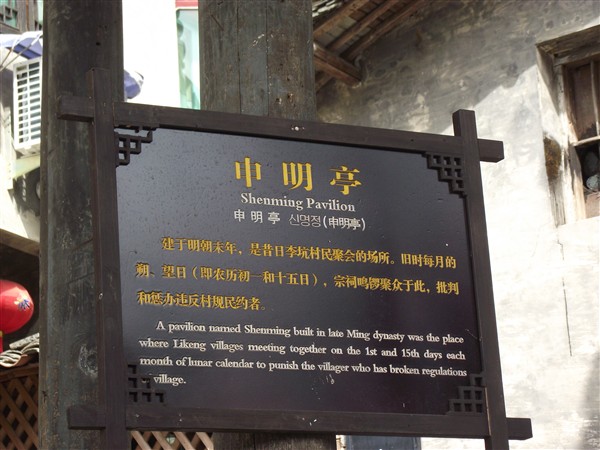 申明亭
Shenming Pavilion
申 明 亭 신명정(申明亭)
建于明朝末年，是昔日李坑村民聚会的场所。旧时每月的
朔、望日（即农历初一和十五日），宗祠鸣锣聚众于此，批判
和惩办违反村规民约者。
A pavilion named Shenming built in late Ming dynasty was the place
where Likeng villages meeting together on the 1st and 15th days each
month of lunar calendar to punish the villager who has broken regulations
village.